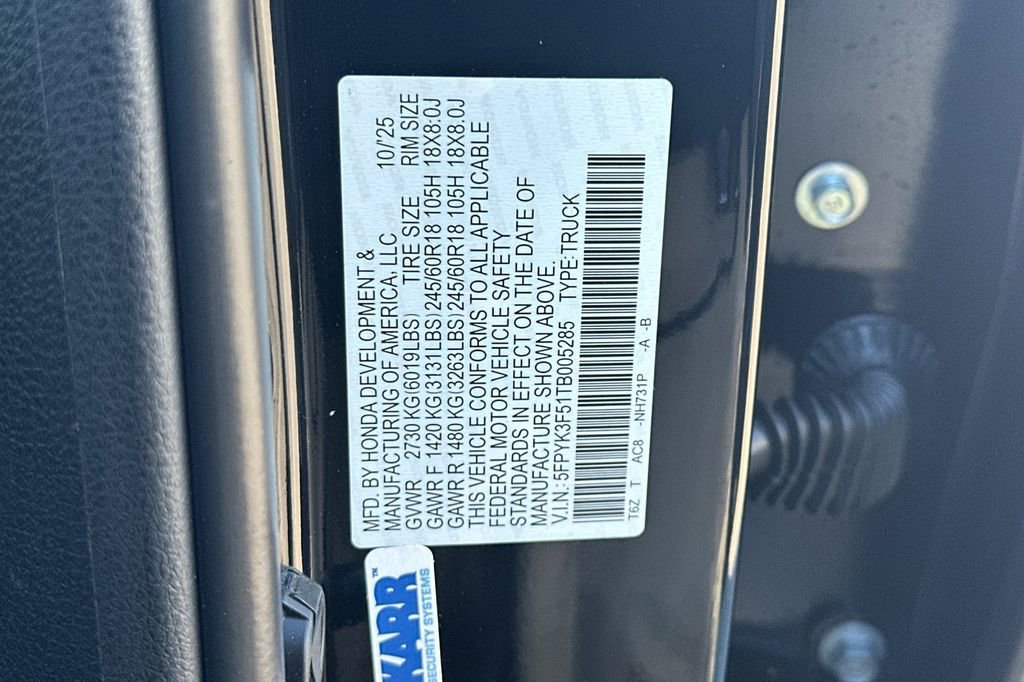 MFD. BY HONDA DEVELOPMENT &
MANUFACTURING OF AMERICA, LLC 10/'25
GVWR 2730 KG(6019LBS) TIRE SIZE RIM SIZE
GAWR F 1420 KG(3131LBS) 245/60R18 105H 18X8.0J
GAWR R 1480 KG(3263LBS) 245/60R18 105H 18X8.0J
THIS VEHICLE CONFORMS TO ALL APPLICABLE
FEDERAL MOTOR VEHICLE SAFETY
STANDARDS IN EFFECT ON THE DATE OF
MANUFACTURE SHOWN ABOVE.
V.I.N.: 5FPYK3F51TB005285 TYPE:TRUCK
T6Z T AC8 -NH731P -A -B
KARR™
SECURITY SYSTEMS